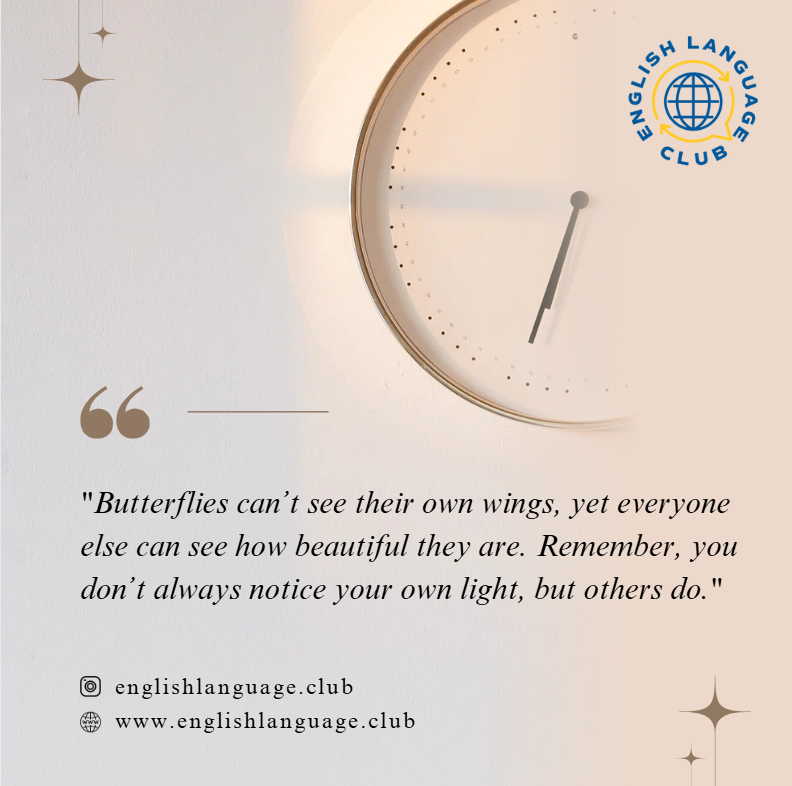 ENGLISH LANGUAGE
CLUB
"Butterflies can’t see their own wings, yet everyone
else can see how beautiful they are. Remember, you
don’t always notice your own light, but others do."
englishlanguage.club
www.englishlanguage.club